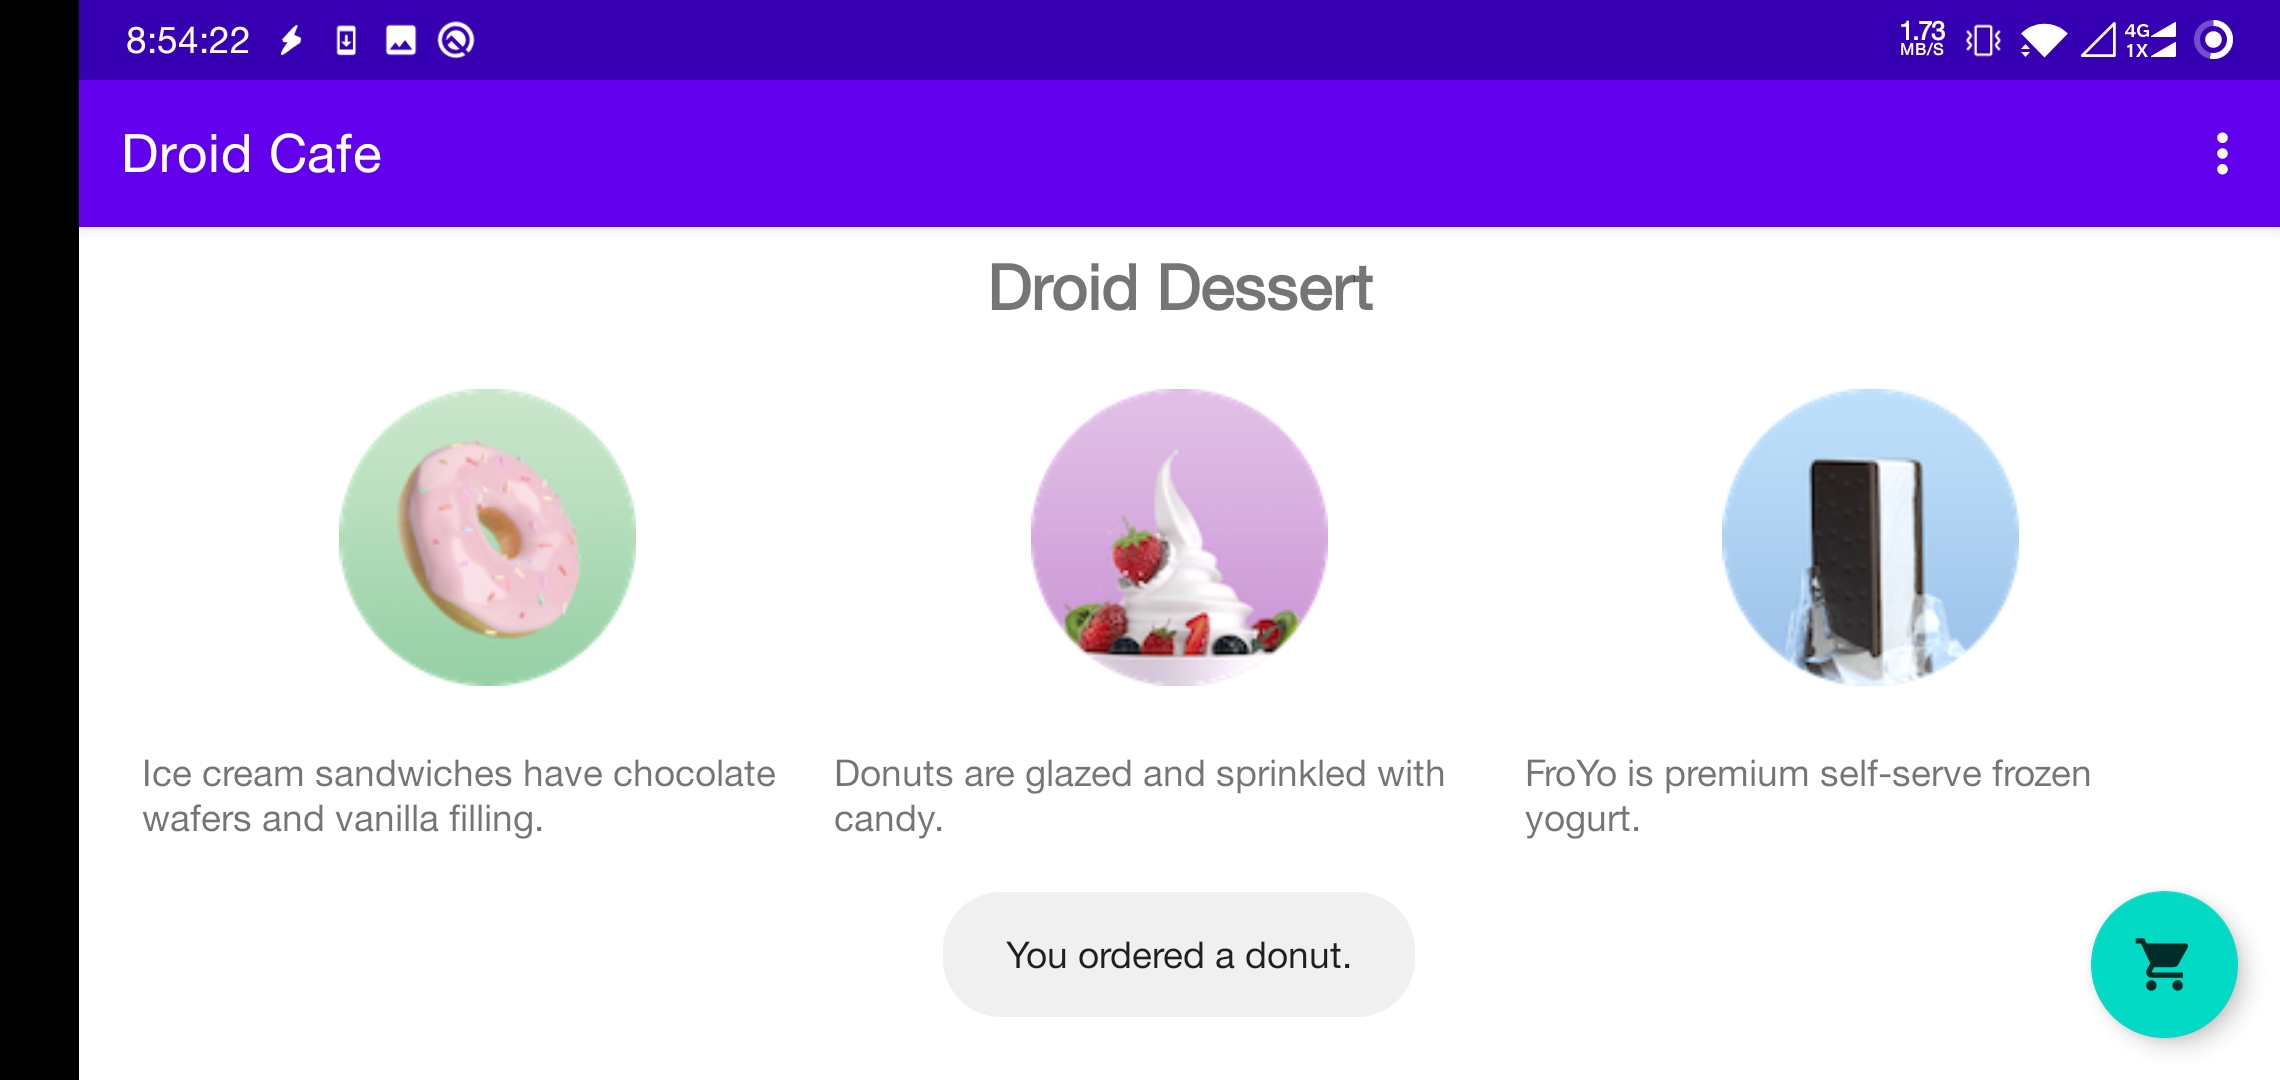 8:54:22
1.73
MB/S
4G
1X
Droid Cafe
Droid Dessert
Ice cream sandwiches have chocolate
wafers and vanilla filling.
Donuts are glazed and sprinkled with
candy.
FroYo is premium self-serve frozen
yogurt.
You ordered a donut.